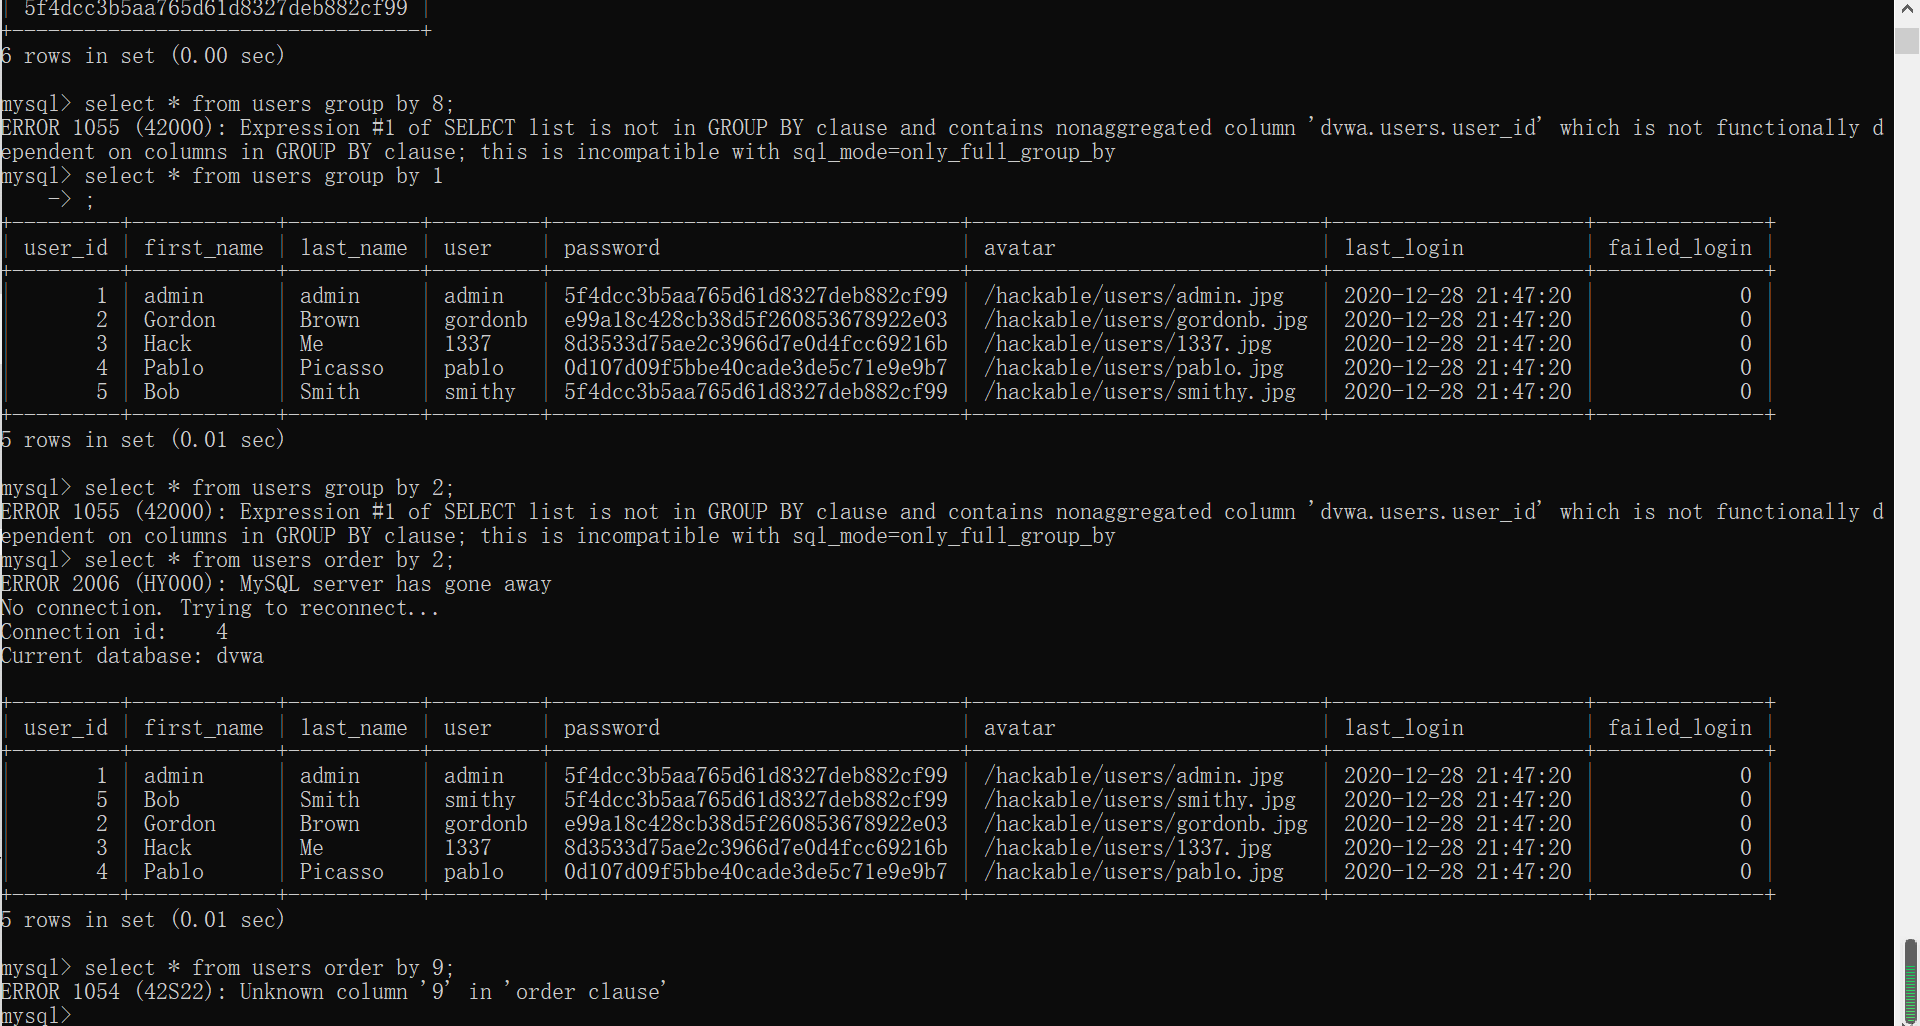 | 5f4dcc3b5aa765d61d8327deb882cf99 |
+----------------------------------+
6 rows in set (0.00 sec)
mysql> select * from users group by 8;
ERROR 1055 (42000): Expression #1 of SELECT list is not in GROUP BY clause and contains nonaggregated column 'dvwa.users.user_id' which is not functionally d
ependent on columns in GROUP BY clause; this is incompatible with sql_mode=only_full_group_by
mysql> select * from users group by 1
    -> ;
+---------+------------+-----------+---------+----------------------------------+-----------------------------+---------------------+--------------+
| user_id | first_name | last_name | user    | password                         | avatar                      | last_login          | failed_login |
+---------+------------+-----------+---------+----------------------------------+-----------------------------+---------------------+--------------+
|       1 | admin      | admin     | admin   | 5f4dcc3b5aa765d61d8327deb882cf99 | /hackable/users/admin.jpg   | 2020-12-28 21:47:20 |            0 |
|       2 | Gordon     | Brown     | gordonb | e99a18c428cb38d5f260853678922e03 | /hackable/users/gordonb.jpg | 2020-12-28 21:47:20 |            0 |
|       3 | Hack       | Me        | 1337    | 8d3533d75ae2c3966d7e0d4fcc69216b | /hackable/users/1337.jpg    | 2020-12-28 21:47:20 |            0 |
|       4 | Pablo      | Picasso   | pablo   | 0d107d09f5bbe40cade3de5c71e9e9b7 | /hackable/users/pablo.jpg   | 2020-12-28 21:47:20 |            0 |
|       5 | Bob        | Smith     | smithy  | 5f4dcc3b5aa765d61d8327deb882cf99 | /hackable/users/smithy.jpg  | 2020-12-28 21:47:20 |            0 |
+---------+------------+-----------+---------+----------------------------------+-----------------------------+---------------------+--------------+
5 rows in set (0.01 sec)
mysql> select * from users group by 2;
ERROR 1055 (42000): Expression #1 of SELECT list is not in GROUP BY clause and contains nonaggregated column 'dvwa.users.user_id' which is not functionally d
ependent on columns in GROUP BY clause; this is incompatible with sql_mode=only_full_group_by
mysql> select * from users order by 2;
ERROR 2006 (HY000): MySQL server has gone away
No connection. Trying to reconnect...
Connection id:    4
Current database: dvwa
+---------+------------+-----------+---------+----------------------------------+-----------------------------+---------------------+--------------+
| user_id | first_name | last_name | user    | password                         | avatar                      | last_login          | failed_login |
+---------+------------+-----------+---------+----------------------------------+-----------------------------+---------------------+--------------+
|       1 | admin      | admin     | admin   | 5f4dcc3b5aa765d61d8327deb882cf99 | /hackable/users/admin.jpg   | 2020-12-28 21:47:20 |            0 |
|       5 | Bob        | Smith     | smithy  | 5f4dcc3b5aa765d61d8327deb882cf99 | /hackable/users/smithy.jpg  | 2020-12-28 21:47:20 |            0 |
|       2 | Gordon     | Brown     | gordonb | e99a18c428cb38d5f260853678922e03 | /hackable/users/gordonb.jpg | 2020-12-28 21:47:20 |            0 |
|       3 | Hack       | Me        | 1337    | 8d3533d75ae2c3966d7e0d4fcc69216b | /hackable/users/1337.jpg    | 2020-12-28 21:47:20 |            0 |
|       4 | Pablo      | Picasso   | pablo   | 0d107d09f5bbe40cade3de5c71e9e9b7 | /hackable/users/pablo.jpg   | 2020-12-28 21:47:20 |            0 |
+---------+------------+-----------+---------+----------------------------------+-----------------------------+---------------------+--------------+
5 rows in set (0.01 sec)
mysql> select * from users order by 9;
ERROR 1054 (42S22): Unknown column '9' in 'order clause'
mysql>